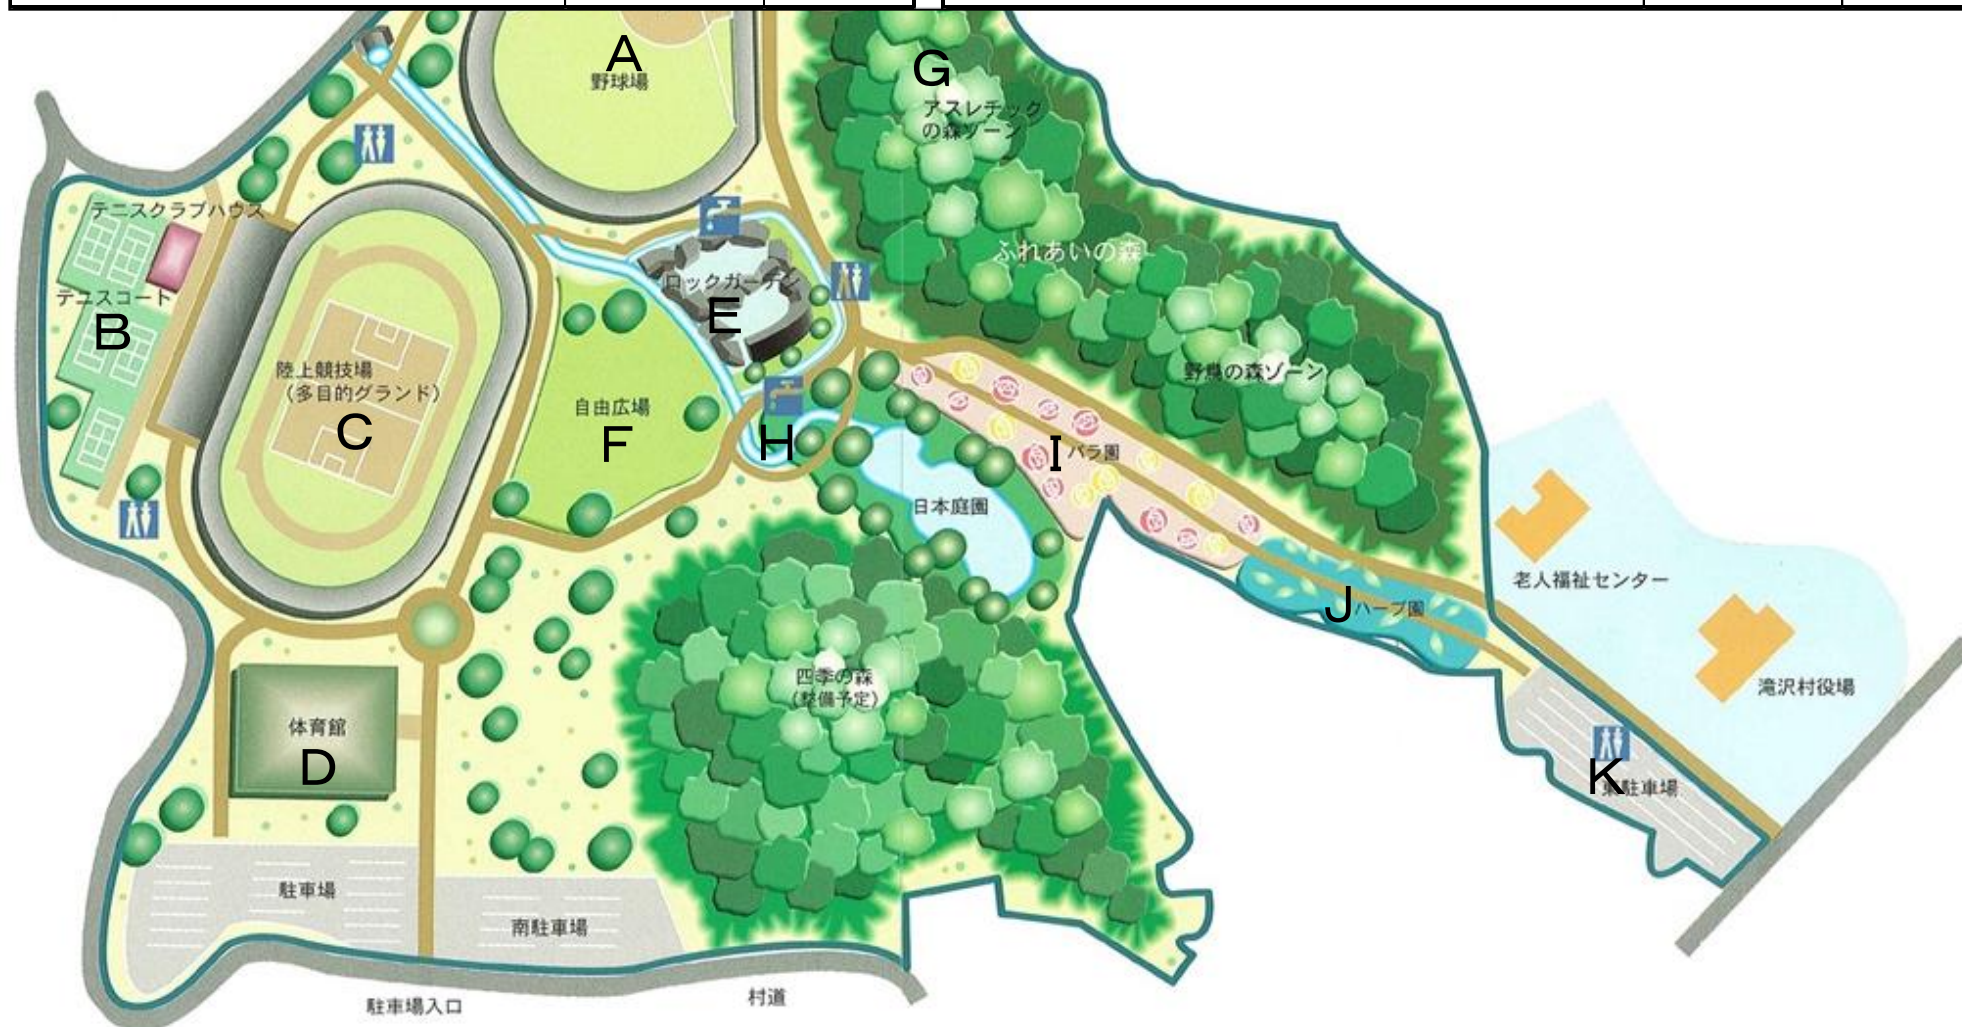 A
野球場
G
アスレチック
の森ゾーン
テニスクラブハウス
ふれあいの森
ロックガーデン
E
テニスコート
B
陸上競技場
(多目的グランド)
C
野鳥の森ゾーン
自由広場
F
H
I バラ園
日本庭園
老人福祉センター
J ハーブ園
四季の森
(整備予定)
滝沢村役場
体育館
D
K
東駐車場
駐車場
南駐車場
村道
駐車場入口